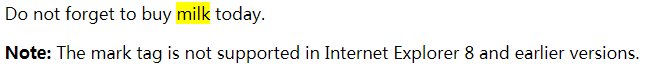 Do not forget to buy milk today.
Note: The mark tag is not supported in Internet Explorer 8 and earlier versions.